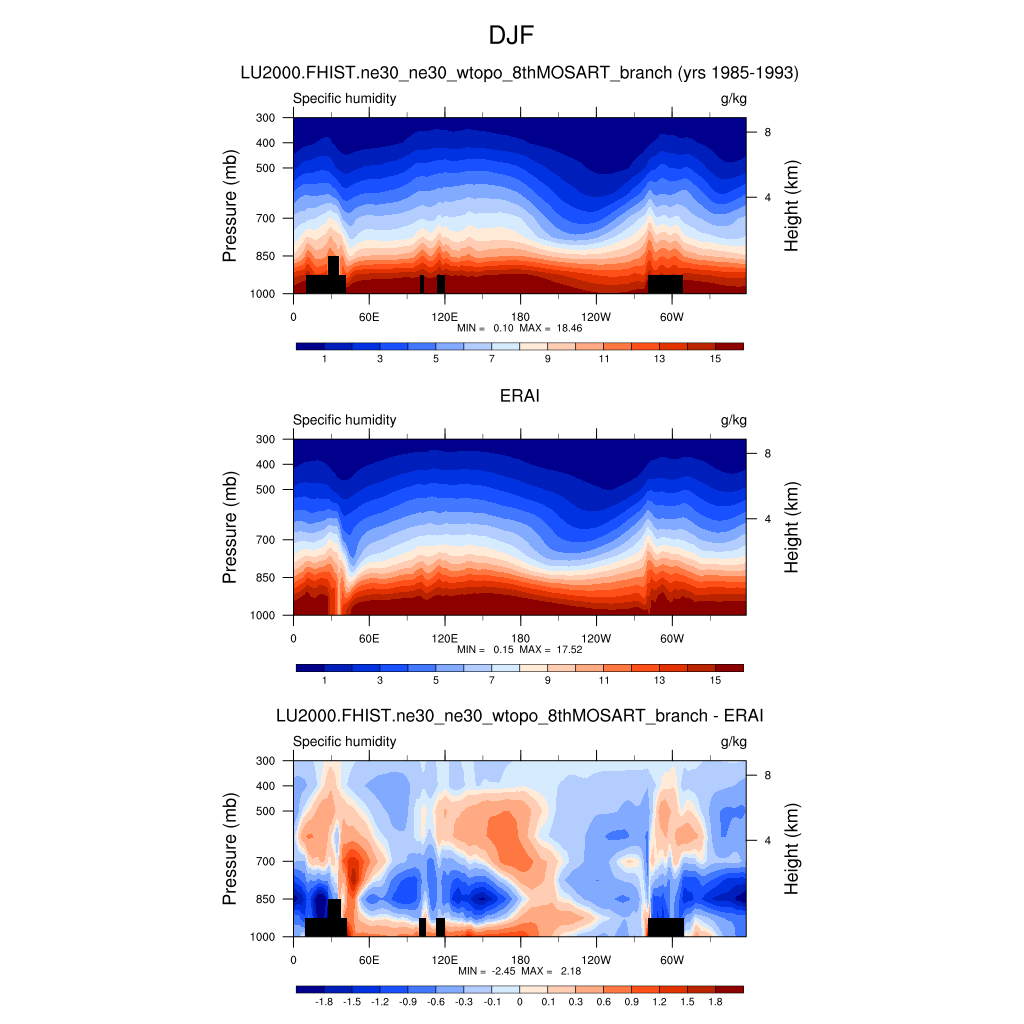 DJF
LU2000.FHIST.ne30_ne30_wtopo_8thMOSART_branch (yrs 1985-1993)
Specific humidity g/kg
300
400
500
700
850
1000
Pressure (mb)
8
4
Height (km)
0 60E 120E 180 120W 60W
MIN = 0.10 MAX = 18.46
1 3 5 7 9 11 13 15
ERAI
Specific humidity g/kg
300
400
500
700
850
1000
Pressure (mb)
8
4
Height (km)
0 60E 120E 180 120W 60W
MIN = 0.15 MAX = 17.52
1 3 5 7 9 11 13 15
LU2000.FHIST.ne30_ne30_wtopo_8thMOSART_branch - ERAI
Specific humidity g/kg
300
400
500
700
850
1000
Pressure (mb)
8
4
Height (km)
0 60E 120E 180 120W 60W
MIN = -2.45 MAX = 2.18
-1.8 -1.5 -1.2 -0.9 -0.6 -0.3 -0.1 0 0.1 0.3 0.6 0.9 1.2 1.5 1.8